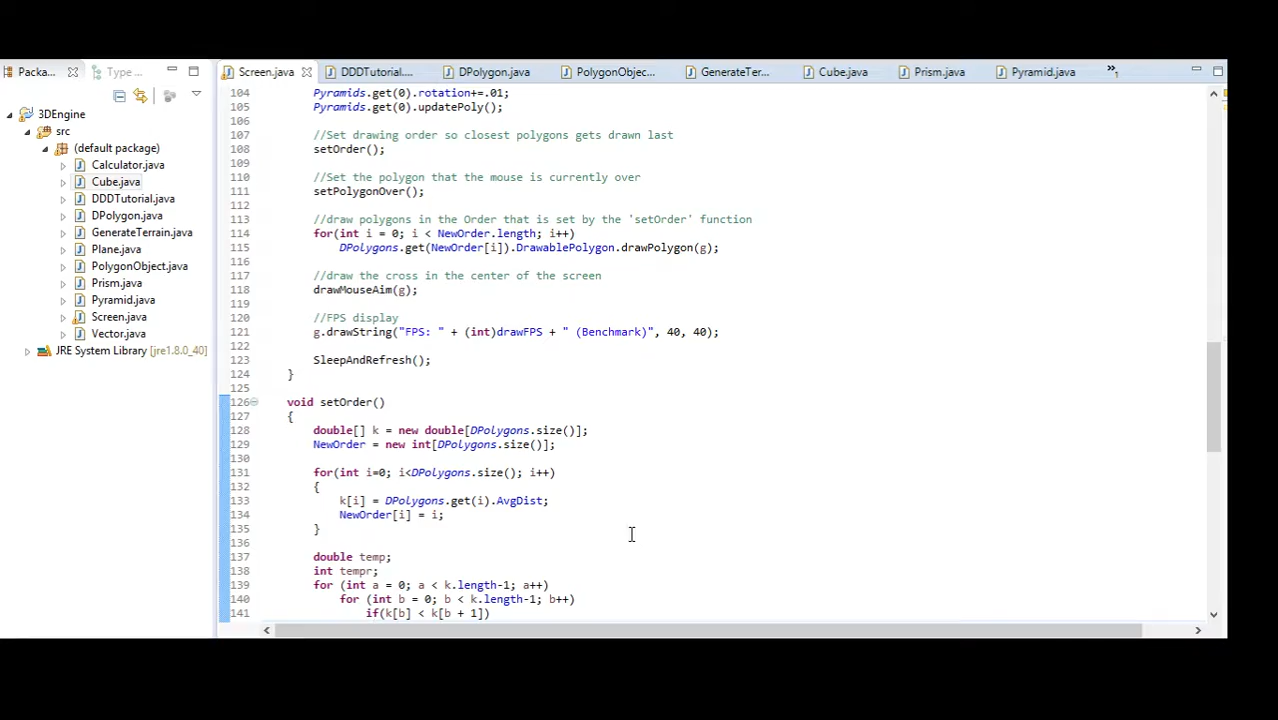 Packa...
Type ...
3DEngine
src
(default package)
Calculator.java
Cube.java
DDDTutorial.java
DPolygon.java
GenerateTerrain.java
Plane.java
PolygonObject.java
Prism.java
Pyramid.java
Screen.java
Vector.java
JRE System Library [jre1.8.0_40]
Screen.java DDDTutorial.... DPolygon.java PolygonObjec... GenerateTer... Cube.java Prism.java Pyramid.java »1
104 Pyramids.get(0).rotation+=.01;
105 Pyramids.get(0).updatePoly();
106
107 //Set drawing order so closest polygons gets drawn last
108 setOrder();
109
110 //Set the polygon that the mouse is currently over
111 setPolygonOver();
112
113 //draw polygons in the Order that is set by the 'setOrder' function
114 for(int i = 0; i < NewOrder.length; i++)
115 DPolygons.get(NewOrder[i]).DrawablePolygon.drawPolygon(g);
116
117 //draw the cross in the center of the screen
118 drawMouseAim(g);
119
120 //FPS display
121 g.drawString("FPS: " + (int)drawFPS + " (Benchmark)", 40, 40);
122
123 SleepAndRefresh();
124 }
125
126 void setOrder()
127 {
128 double[] k = new double[DPolygons.size()];
129 NewOrder = new int[DPolygons.size()];
130
131 for(int i=0; i<DPolygons.size(); i++)
132 {
133 k[i] = DPolygons.get(i).AvgDist;
134 NewOrder[i] = i;
135 }
136
137 double temp;
138 int tempr;
139 for (int a = 0; a < k.length-1; a++)
140 for (int b = 0; b < k.length-1; b++)
141 if(k[b] < k[b + 1])